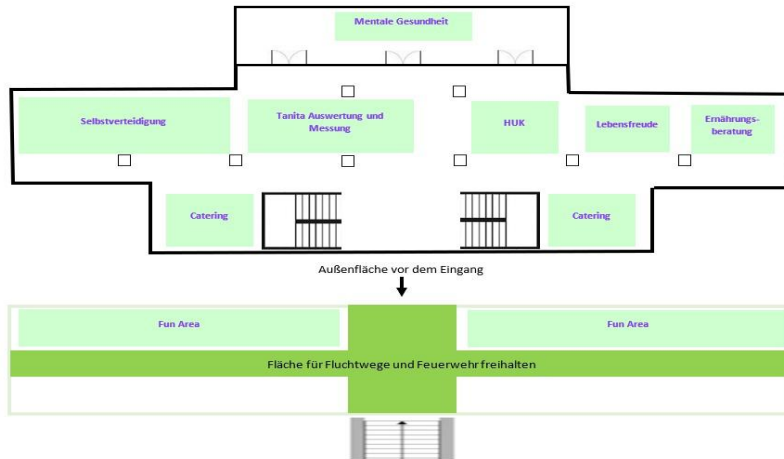 Mentale Gesundheit
Selbstverteidigung
Tanita Auswertung und
Messung
HUK
Lebensfreude
Ernährungs-
beratung
Catering
Catering
Außenfläche vor dem Eingang
Fun Area
Fun Area
Fläche für Fluchtwege und Feuerwehr freihalten